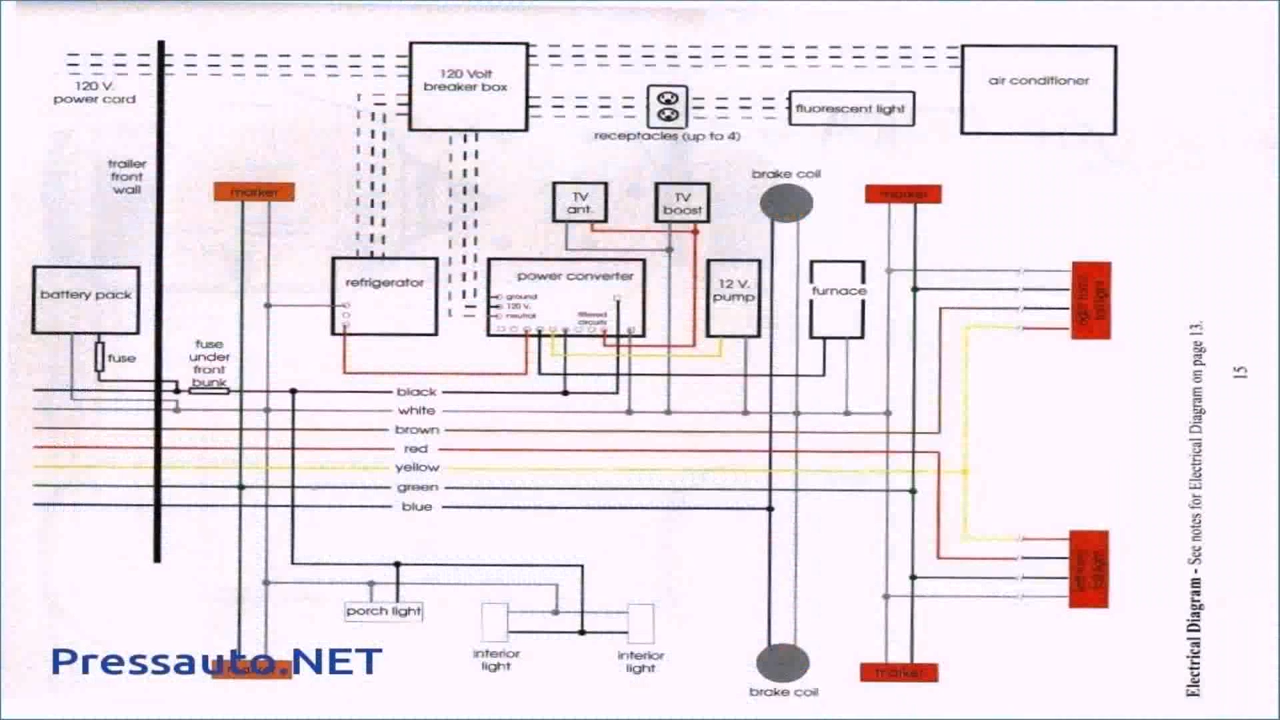 120 V.
power cord
120 Volt
breaker box
air conditioner
fluorescent light
receptacles (up to 4)
trailer
front
wall
marker
TV
ant.
TV
boost
brake coil
marker
battery pack
refrigerator
power converter
ground
120 V.
neutral
filtered
circuits
12 V.
pump
furnace
fuse
fuse
under
front
bunk
black
white
brown
red
yellow
green
blue
porch light
interior
light
interior
light
brake coil
marker
Pressauto.NET
Electrical Diagram - See notes for Electrical Diagram on page 13.
15